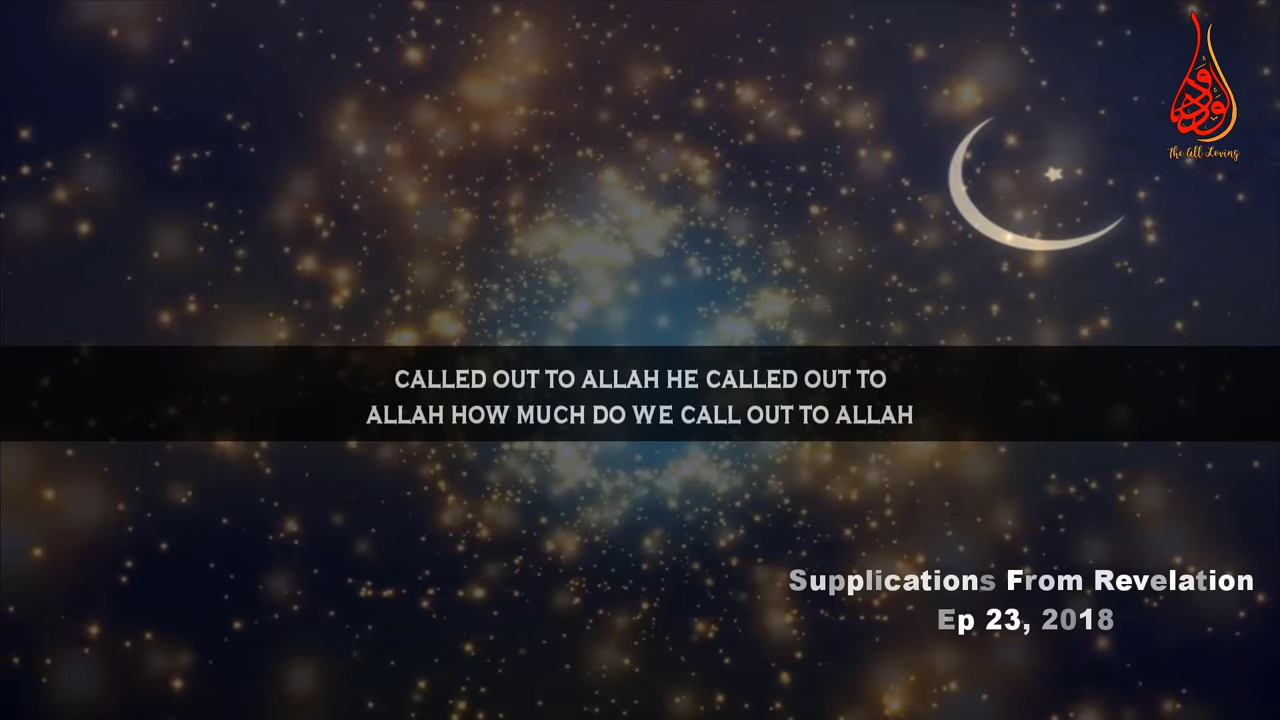 الودود
The All Loving
CALLED OUT TO ALLAH HE CALLED OUT TO
ALLAH HOW MUCH DO WE CALL OUT TO ALLAH
Supplications From Revelation
Ep 23, 2018